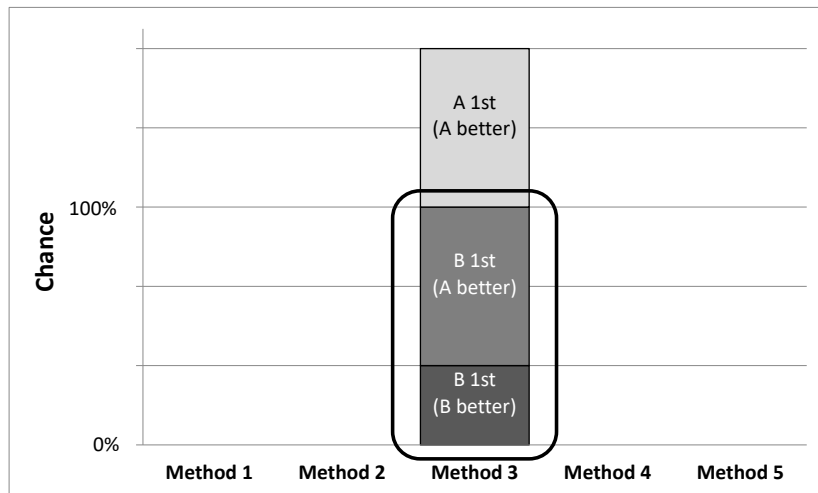 A 1st
(A better)
Chance
100%
B 1st
(A better)
B 1st
(B better)
0%
Method 1 Method 2 Method 3 Method 4 Method 5